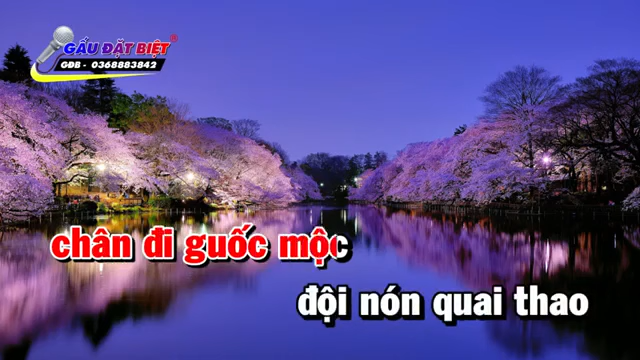 GẤU ĐẶT BIỆT®
GĐB - 0368883842
chân đi guốc mộc
đội nón quai thao